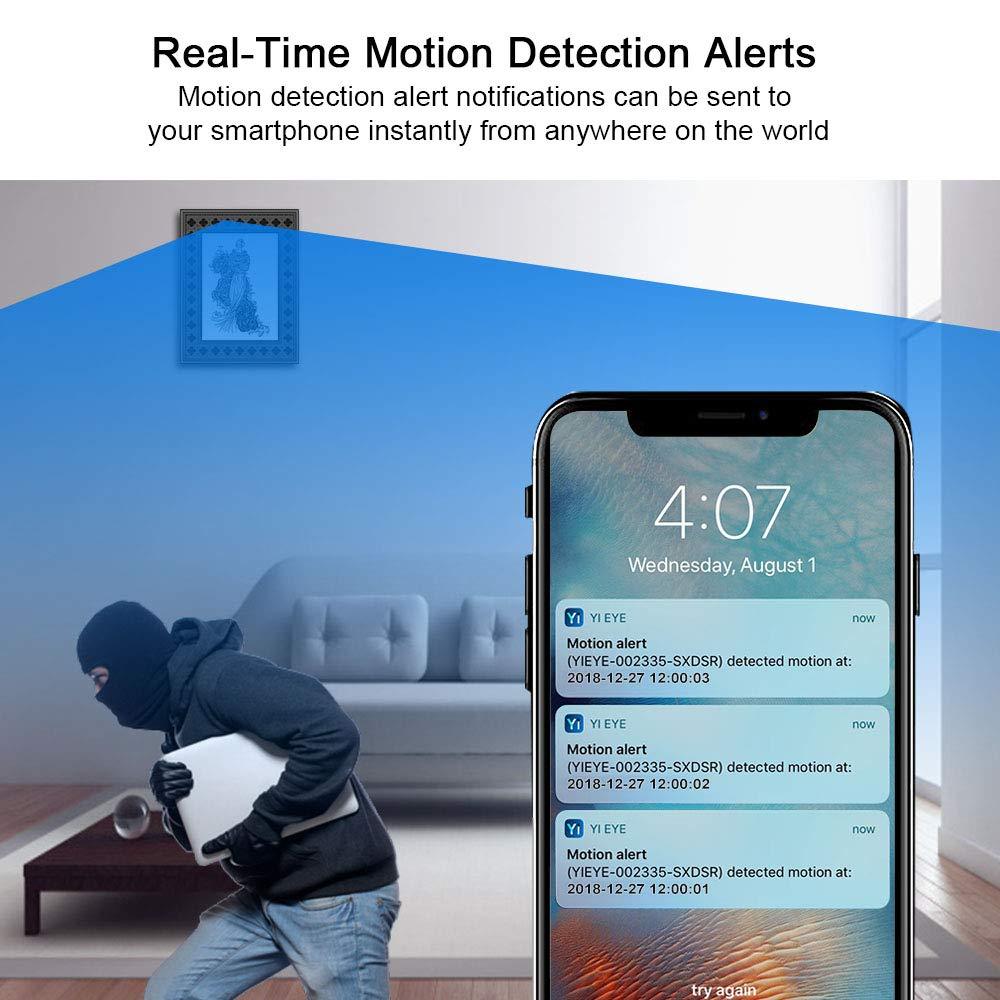 Real-Time Motion Detection Alerts
Motion detection alert notifications can be sent to
your smartphone instantly from anywhere on the world
4:07
Wednesday, August 1
Yi YI EYE now
Motion alert
(YIEYE-002335-SXDSR) detected motion at:
2018-12-27 12:00:03
Yi YI EYE now
Motion alert
(YIEYE-002335-SXDSR) detected motion at:
2018-12-27 12:00:02
Yi YI EYE now
Motion alert
(YIEYE-002335-SXDSR) detected motion at:
2018-12-27 12:00:01
try again